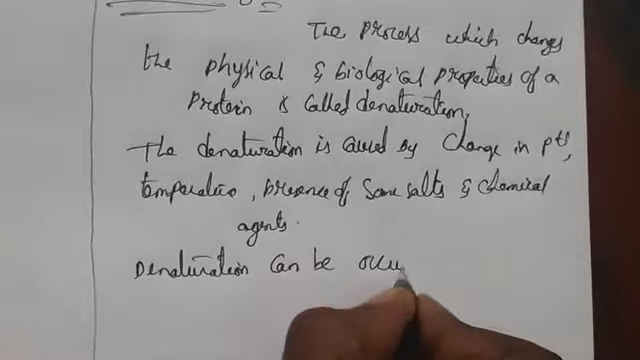 The process which changes
the physical & biological properties of a
protein is called denaturation,
The denaturation is caused by change in pH,
temperature, presence of some salts & chemical
agents.
Denaturation can be occu